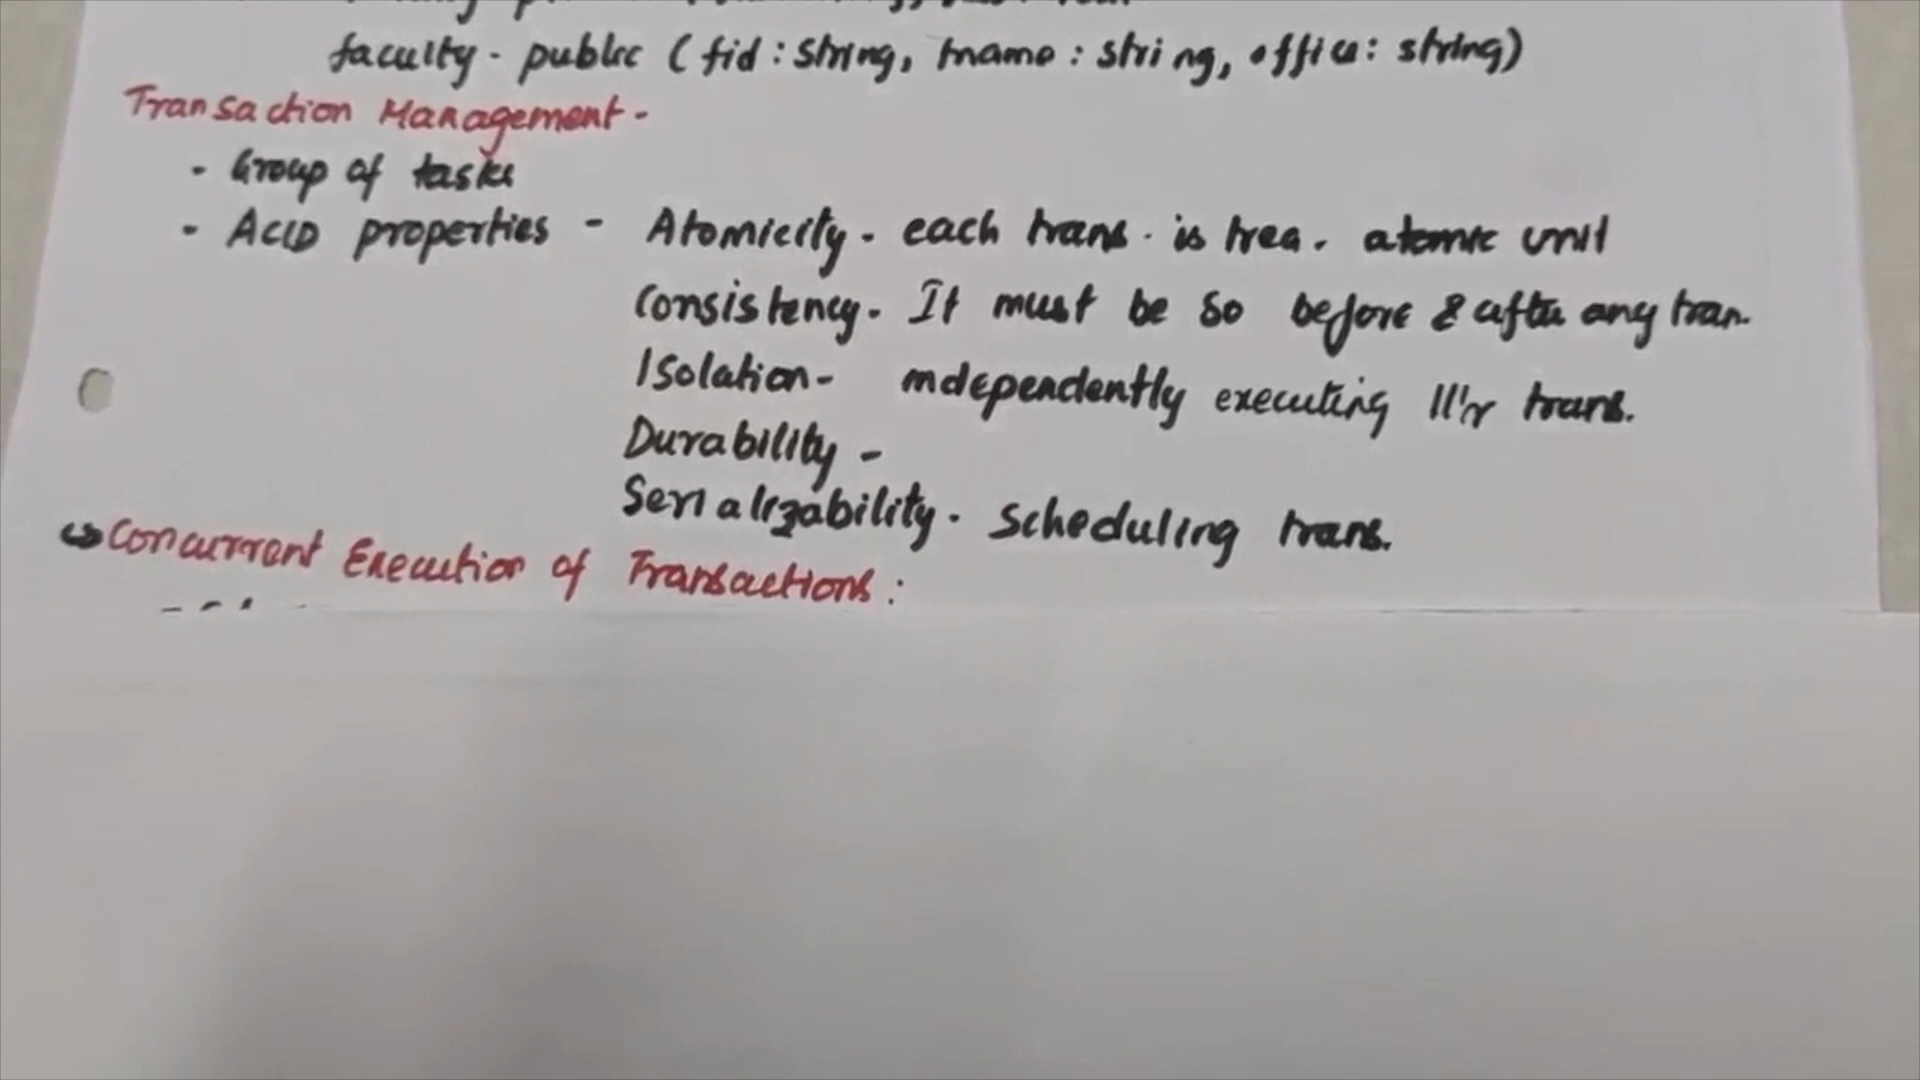 faculty - public (fid : string, fname : string, office : string)
Transaction Management -
- Group of tasks
- ACID properties - Atomicity - each trans. is trea. atomic unit
Consistency - It must be so before & after any tran.
Isolation - independently executing ll'r trans.
Durability -
Serializability - Scheduling trans.
Concurrent Execution of Transactions :